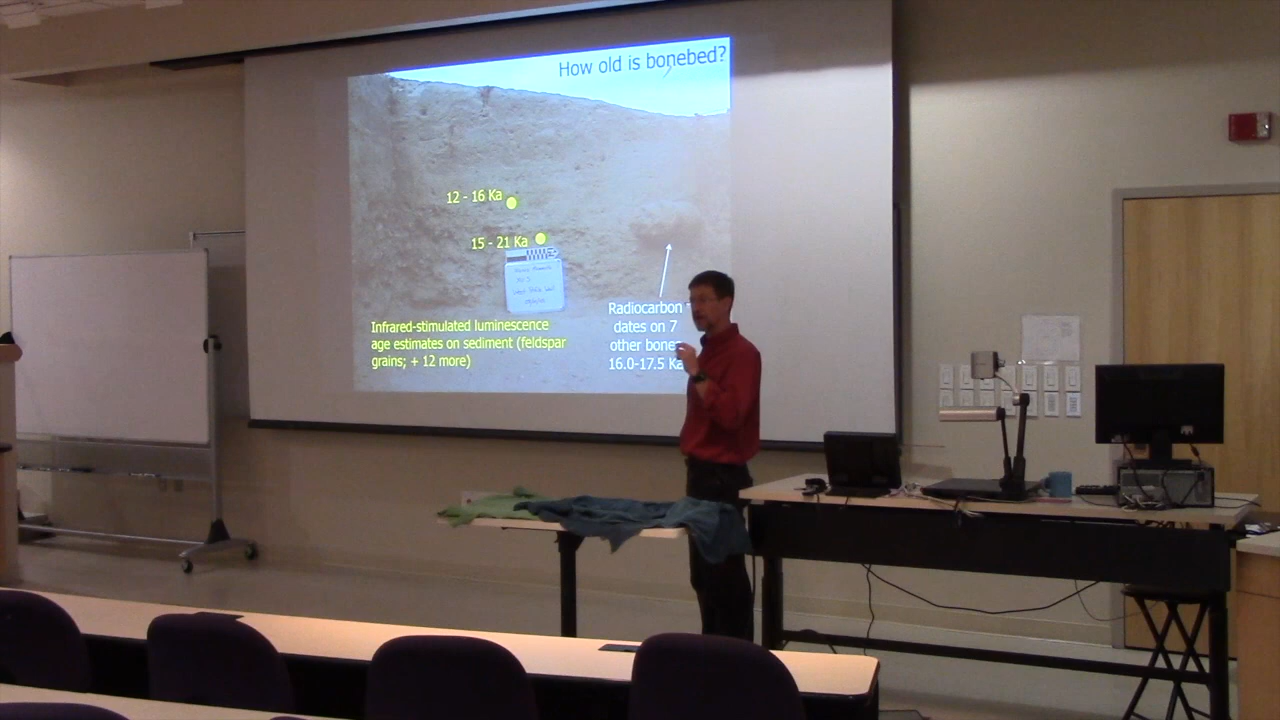 How old is bonebed?
12 - 16 Ka
15 - 21 Ka
Infrared-stimulated luminescence
age estimates on sediment (feldspar
grains; + 12 more)
Radiocarbon
dates on 7
other bones
16.0-17.5 Ka